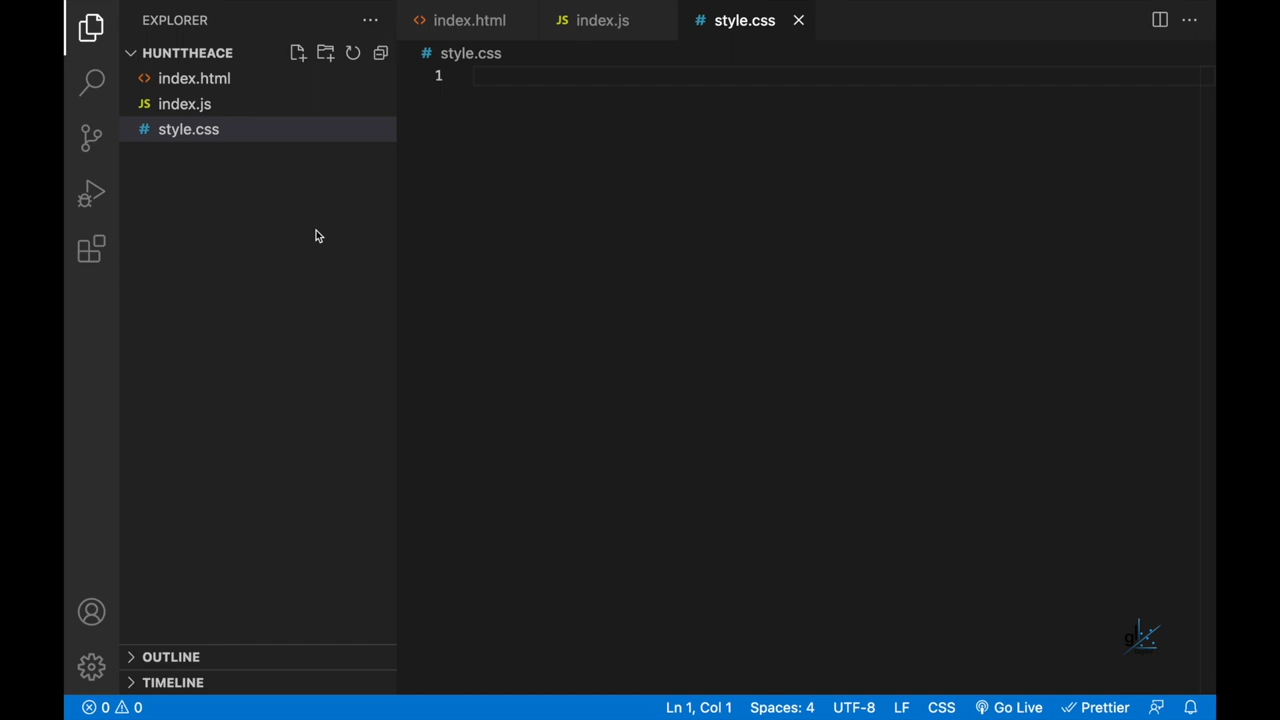 EXPLORER
HUNTTHEACE
<> index.html
JS index.js
# style.css
OUTLINE
TIMELINE
<> index.html
JS index.js
# style.css
# style.css
1
0 0
Ln 1, Col 1
Spaces: 4
UTF-8
LF
CSS
Go Live
Prettier